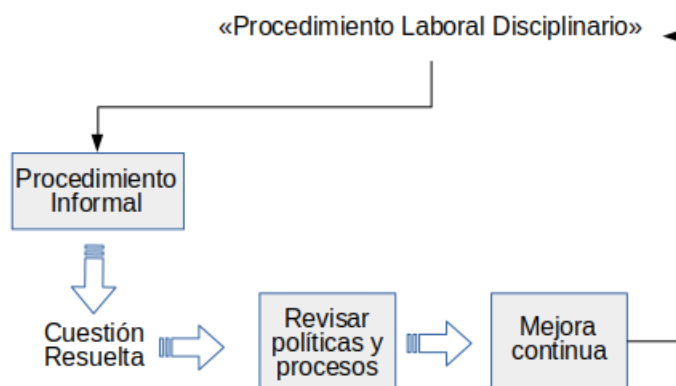 «Procedimiento Laboral Disciplinario»
Procedimiento
Informal
Cuestión
Resuelta
Revisar
políticas y
procesos
Mejora
continua